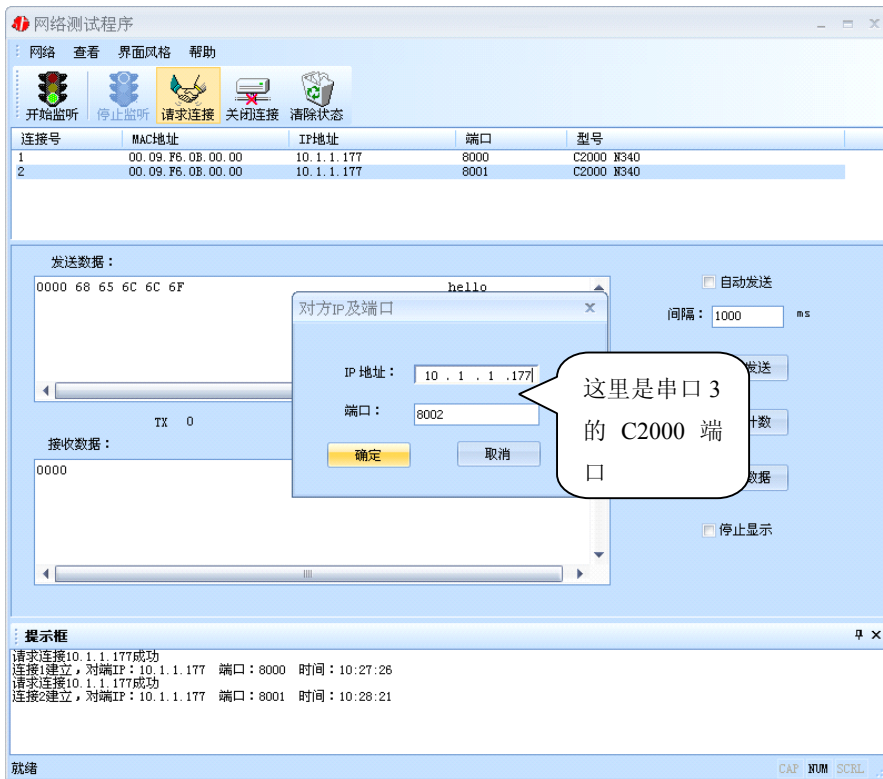 网络测试程序
网络 查看 界面风格 帮助
开始监听 停止监听 请求连接 关闭连接 清除状态
连接号 MAC地址 IP地址 端口 型号
1 00.09.F6.0B.00.00 10.1.1.177 8000 C2000 N340
2 00.09.F6.0B.00.00 10.1.1.177 8001 C2000 N340
发送数据：
0000 68 65 6C 6C 6F hello
自动发送
间隔： 1000 ms
对方IP及端口
IP 地址： 10 . 1 . 1 .177
端口： 8002
确定 取消
这里是串口 3
的 C2000 端
口
发送
计数
数据
停止显示
TX 0
接收数据：
0000
提示框
请求连接10.1.1.177成功
连接1建立，对端IP：10.1.1.177 端口：8000 时间：10:27:26
请求连接10.1.1.177成功
连接2建立，对端IP：10.1.1.177 端口：8001 时间：10:28:21
就绪
CAP NUM SCRL